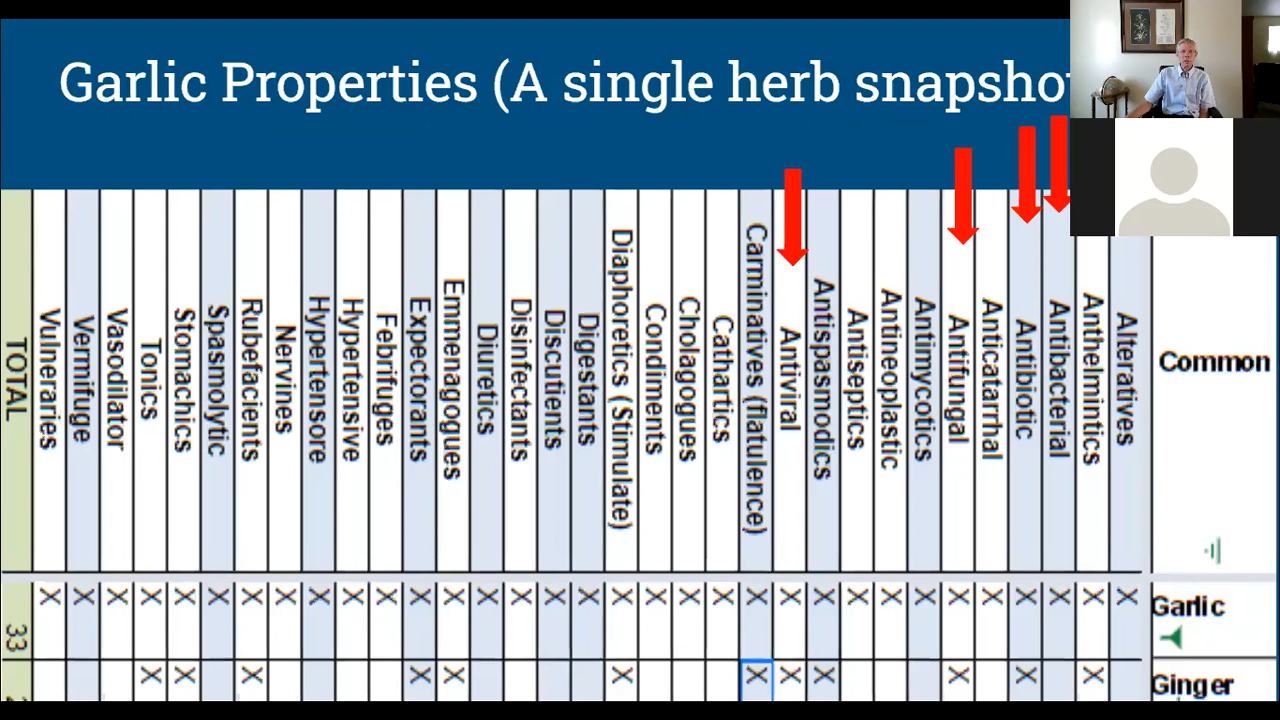 Garlic Properties (A single herb snapsho
TOTAL
Vulneraries
Vermifuge
Vasodilator
Tonics
Stomachics
Spasmolytic
Rubefacients
Nervines
Hypertensore
Hypertensive
Febrifuges
Expectorants
Emmenagogues
Diuretics
Disinfectants
Discutients
Digestants
Diaphoretics (Stimulate)
Condiments
Cholagogues
Cathartics
Carminatives (flatulence)
Antiviral
Antispasmodics
Antiseptics
Antineoplastic
Antimycotics
Antifungal
Anticatarrhal
Antibiotic
Antibacterial
Anthelmintics
Alteratives
Common
33 X X X X X X X X X X X X X X X X X X X X X X X X X X X X X X X X X Garlic
X X X X X X X X X X X X Ginger